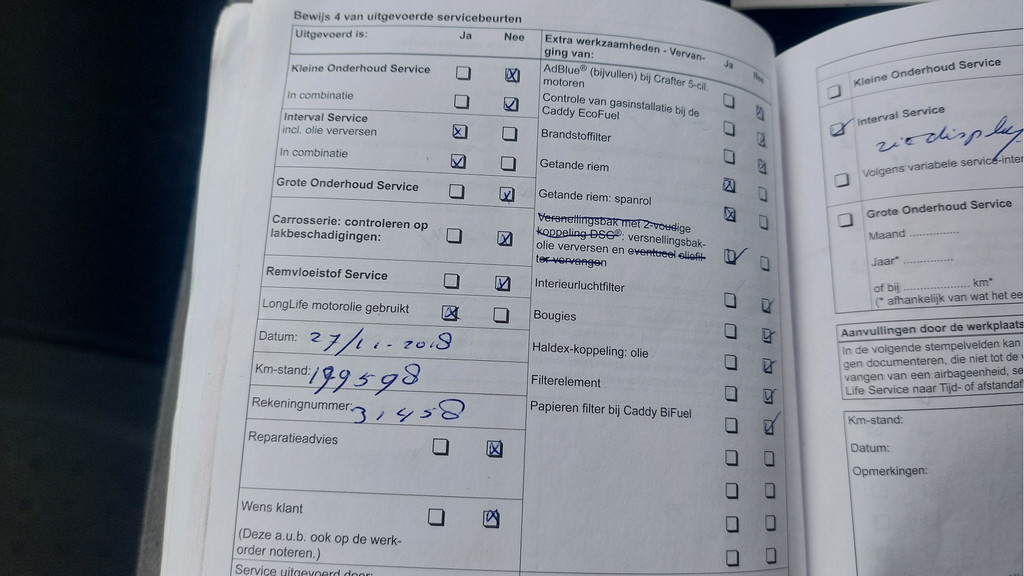 Bewijs 4 van uitgevoerde servicebeurten
Uitgevoerd is: Ja Nee
Kleine Onderhoud Service
In combinatie
Interval Service
incl. olie verversen
In combinatie
Grote Onderhoud Service
Carrosserie: controleren op
lakbeschadigingen:
Remvloeistof Service
LongLife motorolie gebruikt
Datum: 27/11-2018
Km-stand: 199598
Rekeningnummer: 31458
Reparatieadvies
Wens klant
(Deze a.u.b. ook op de werk-
order noteren.)
Service uitgevoerd door:
Extra werkzaamheden - Vervan-
ging van: Ja Nee
AdBlue® (bijvullen) bij Crafter 5-cil.
motoren
Controle van gasinstallatie bij de
Caddy EcoFuel
Brandstoffilter
Getande riem
Getande riem: spanrol
Versnellingsbak met 2-voudige
koppeling DSG®: versnellingsbak-
olie verversen en eventueel oliefil-
ter vervangen
Interieurluchtfilter
Bougies
Haldex-koppeling: olie
Filterelement
Papieren filter bij Caddy BiFuel
Kleine Onderhoud Service
Interval Service
zie display
Volgens variabele service-inter
Grote Onderhoud Service
Maand ..............
Jaar* ..............
of bij .................. km*
(* afhankelijk van wat het ee
Aanvullingen door de werkplaats
In de volgende stempelvelden kan
gen documenteren, die niet tot de
vangen van een airbageenheid, se
Life Service naar Tijd- of afstandaf
Km-stand:
Datum:
Opmerkingen: